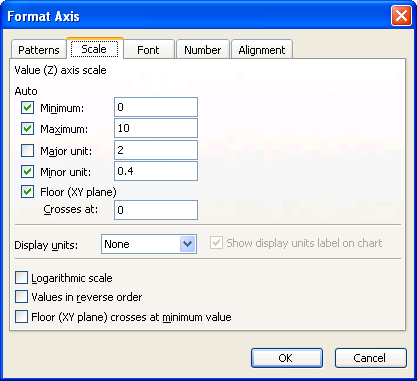 Format Axis
Patterns Scale Font Number Alignment
Value (Z) axis scale
Auto
Minimum: 0
Maximum: 10
Major unit: 2
Minor unit: 0.4
Floor (XY plane)
Crosses at: 0
Display units: None Show display units label on chart
Logarithmic scale
Values in reverse order
Floor (XY plane) crosses at minimum value
OK Cancel